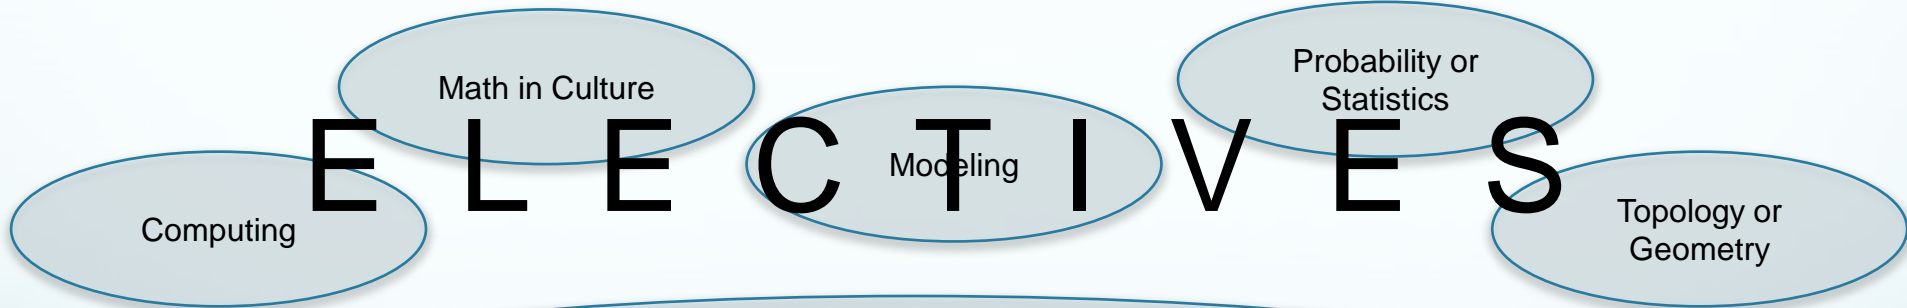 Math in Culture
Probability or
Statistics
E L E C T I V E S
Modeling
Computing
Topology or
Geometry